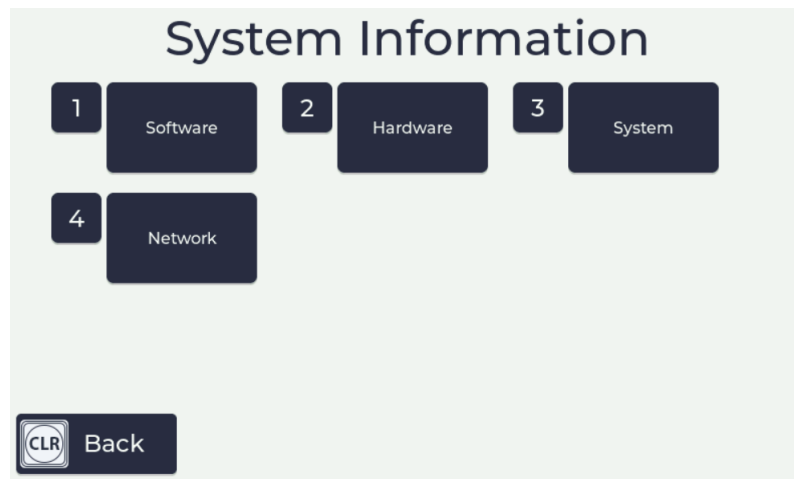 System Information
1 Software 2 Hardware 3 System
4 Network
CLR Back